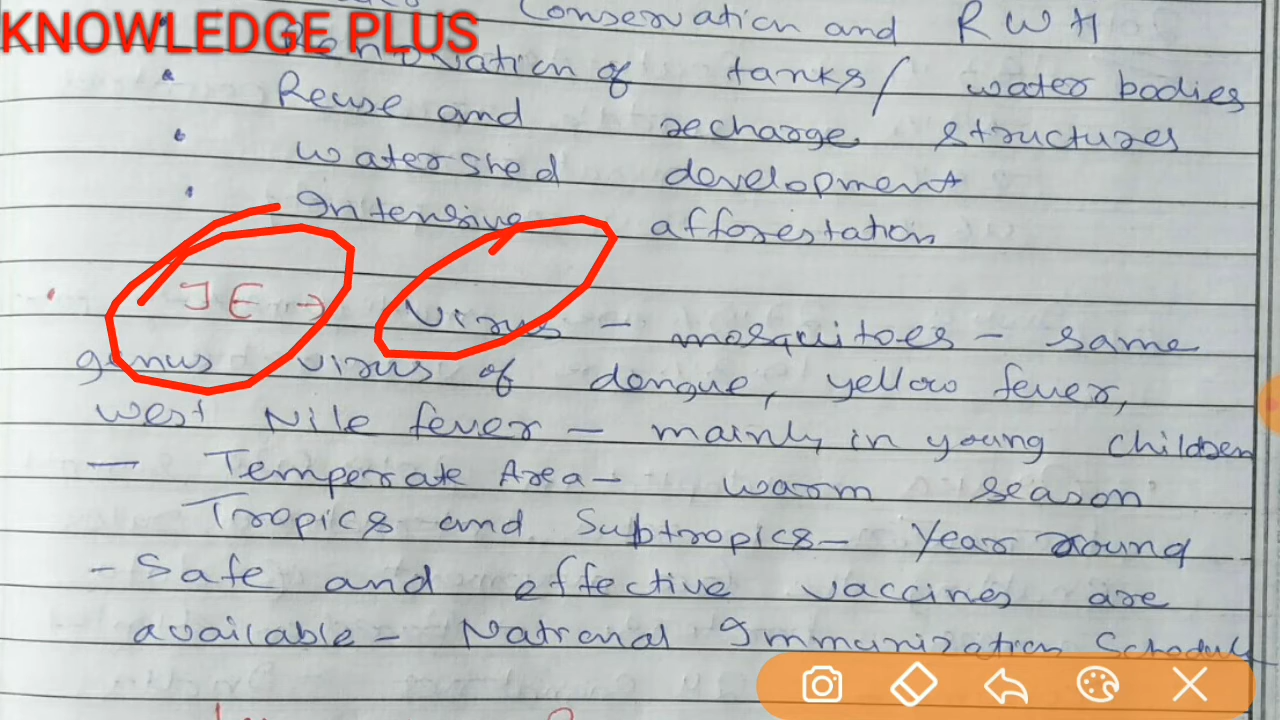 Conservation and RWH
KNOWLEDGE PLUS
Renovation of tanks/ water bodies
Reuse and recharge structures
Watershed development
Intensive afforestation
JE → Virus – mosquitoes – same
genus virus of dengue, yellow fever,
West Nile fever – mainly in young children
– Temperate Area – warm season
Tropics and Subtropics – Year round
– Safe and effective vaccines are
available – National Immunization Schedule